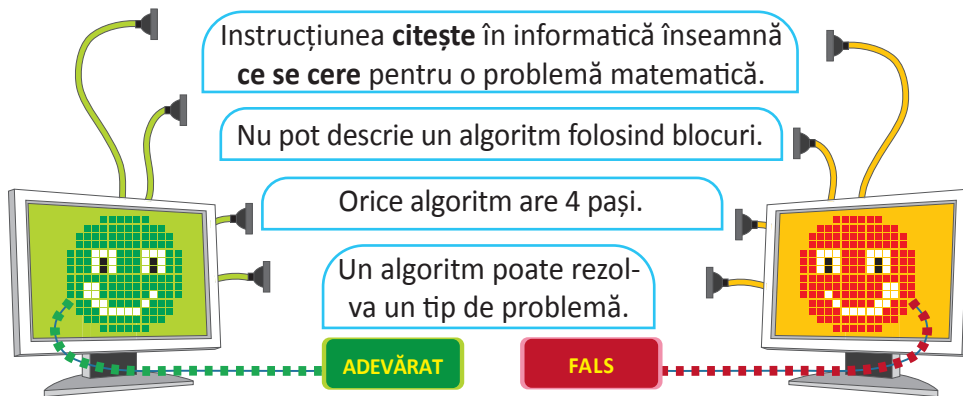 Instrucțiunea citește în informatică înseamnă
ce se cere pentru o problemă matematică.
Nu pot descrie un algoritm folosind blocuri.
Orice algoritm are 4 pași.
Un algoritm poate rezol-
va un tip de problemă.
ADEVĂRAT
FALS